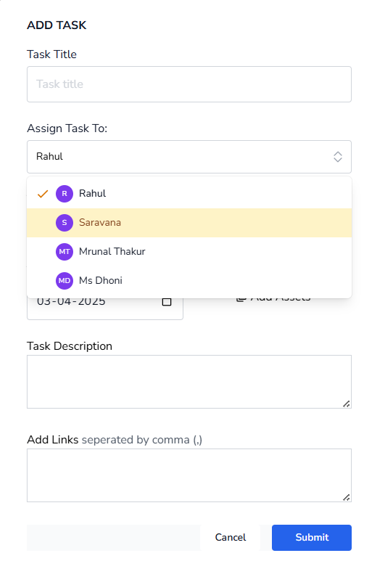 ADD TASK
Task Title
Task title
Assign Task To:
Rahul
R Rahul
S Saravana
MT Mrunal Thakur
MD Ms Dhoni
03-04-2025 Add Assets
Task Description
Add Links seperated by comma (,)
Cancel Submit